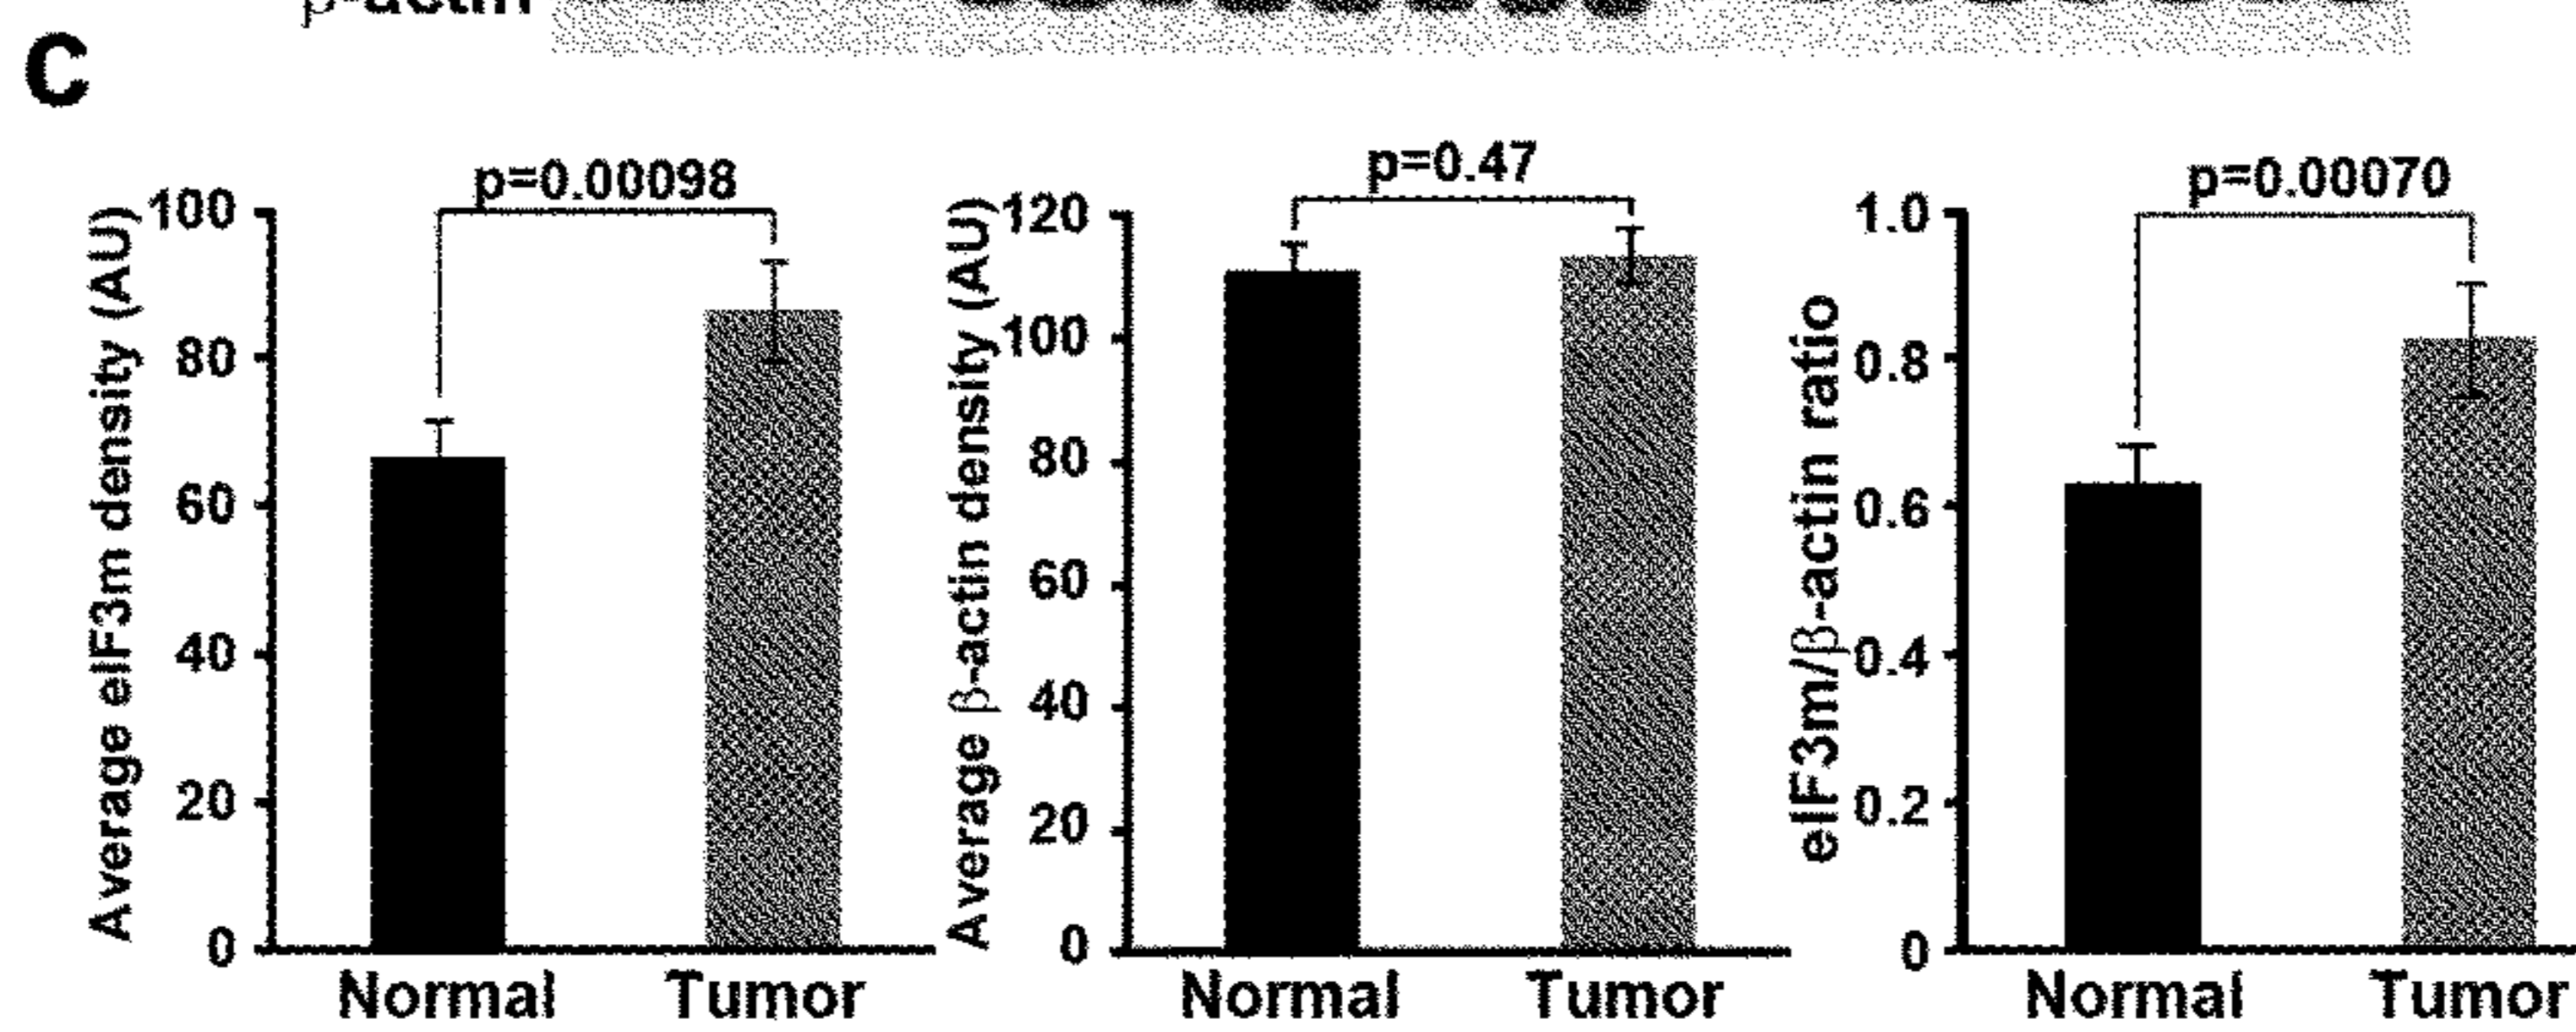 β-actin
C
p=0.00098
Average eIF3m density (AU)
100
80
60
40
20
0
Normal Tumor
p=0.47
Average β-actin density (AU)
120
100
80
60
40
20
0
Normal Tumor
p=0.00070
eIF3m/β-actin ratio
1.0
0.8
0.6
0.4
0.2
0
Normal Tumor